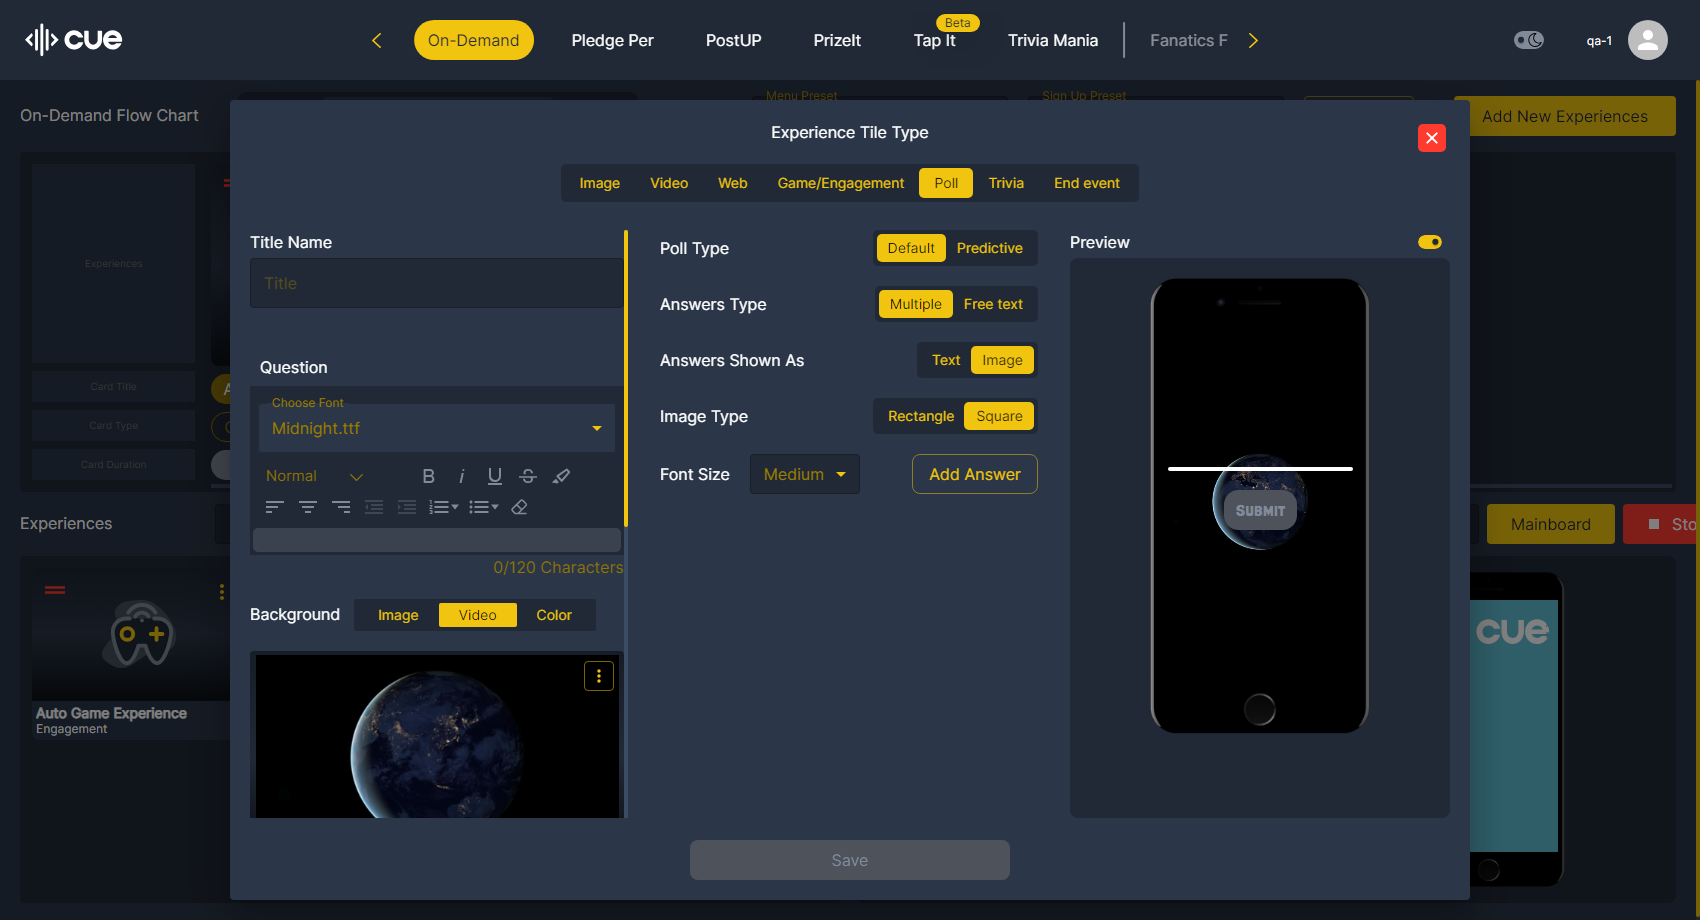 cue
On-Demand
Pledge Per
PostUP
PrizeIt
Beta
Tap It
Trivia Mania
Fanatics F
qa-1
On-Demand Flow Chart
Menu Preset
Sign Up Preset
Add New Experiences
Experience Tile Type
Image
Video
Web
Game/Engagement
Poll
Trivia
End event
Experiences
Card Title
Card Type
Card Duration
Title Name
Title
Question
Choose Font
Midnight.ttf
Normal
B
i
U
S
0/120 Characters
Background
Image
Video
Color
Poll Type
Default
Predictive
Answers Type
Multiple
Free text
Answers Shown As
Text
Image
Image Type
Rectangle
Square
Font Size
Medium
Add Answer
Preview
SUBMIT
Save
Experiences
Mainboard
Sto
Auto Game Experience
Engagement
cue